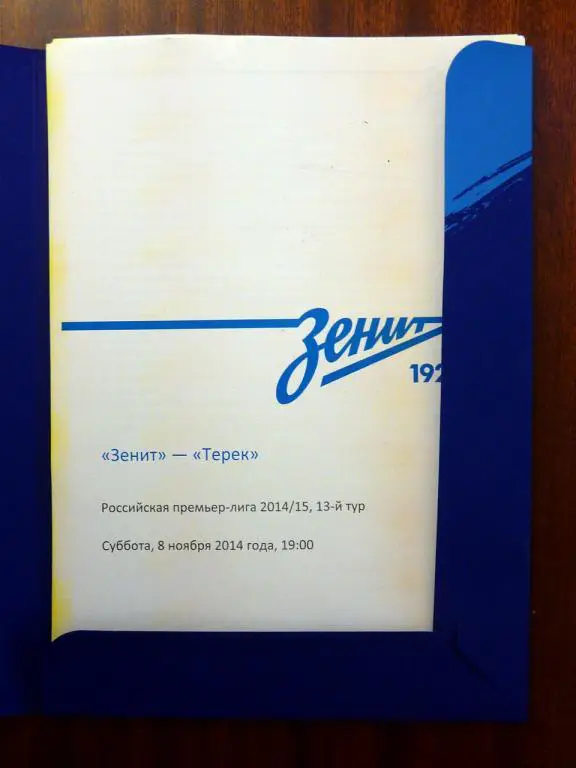 Зенит
192
«Зенит» — «Терек»
Российская премьер-лига 2014/15, 13-й тур
Суббота, 8 ноября 2014 года, 19:00